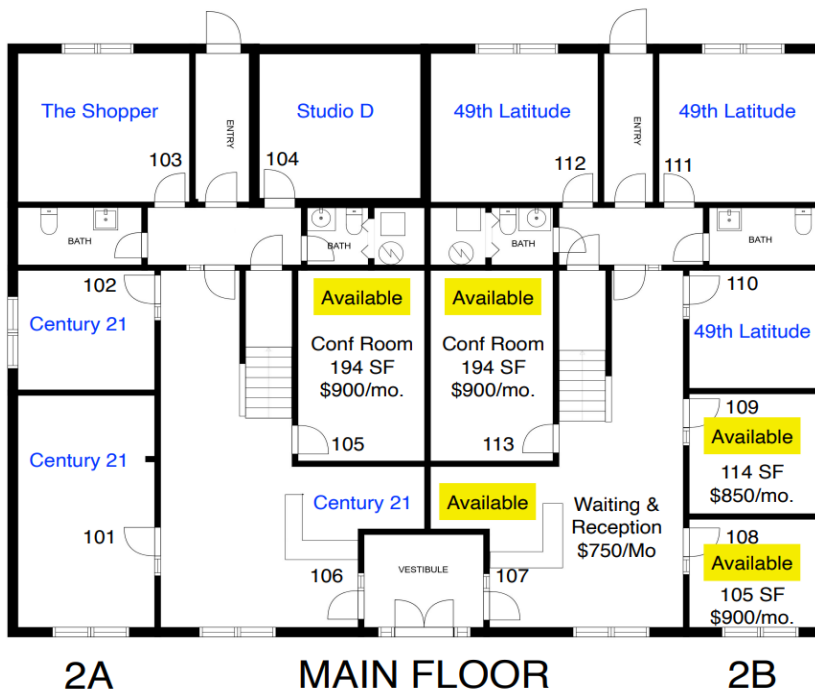 The Shopper
103
ENTRY
Studio D
104
49th Latitude
112
ENTRY
49th Latitude
111
BATH
BATH
BATH
BATH
102
Century 21
Available
Conf Room
194 SF
$900/mo.
105
Available
Conf Room
194 SF
$900/mo.
113
110
49th Latitude
109
Available
114 SF
$850/mo.
Century 21
101
Century 21
106
VESTIBULE
Available
107
Waiting &
Reception
$750/Mo
108
Available
105 SF
$900/mo.
2A
MAIN FLOOR
2B